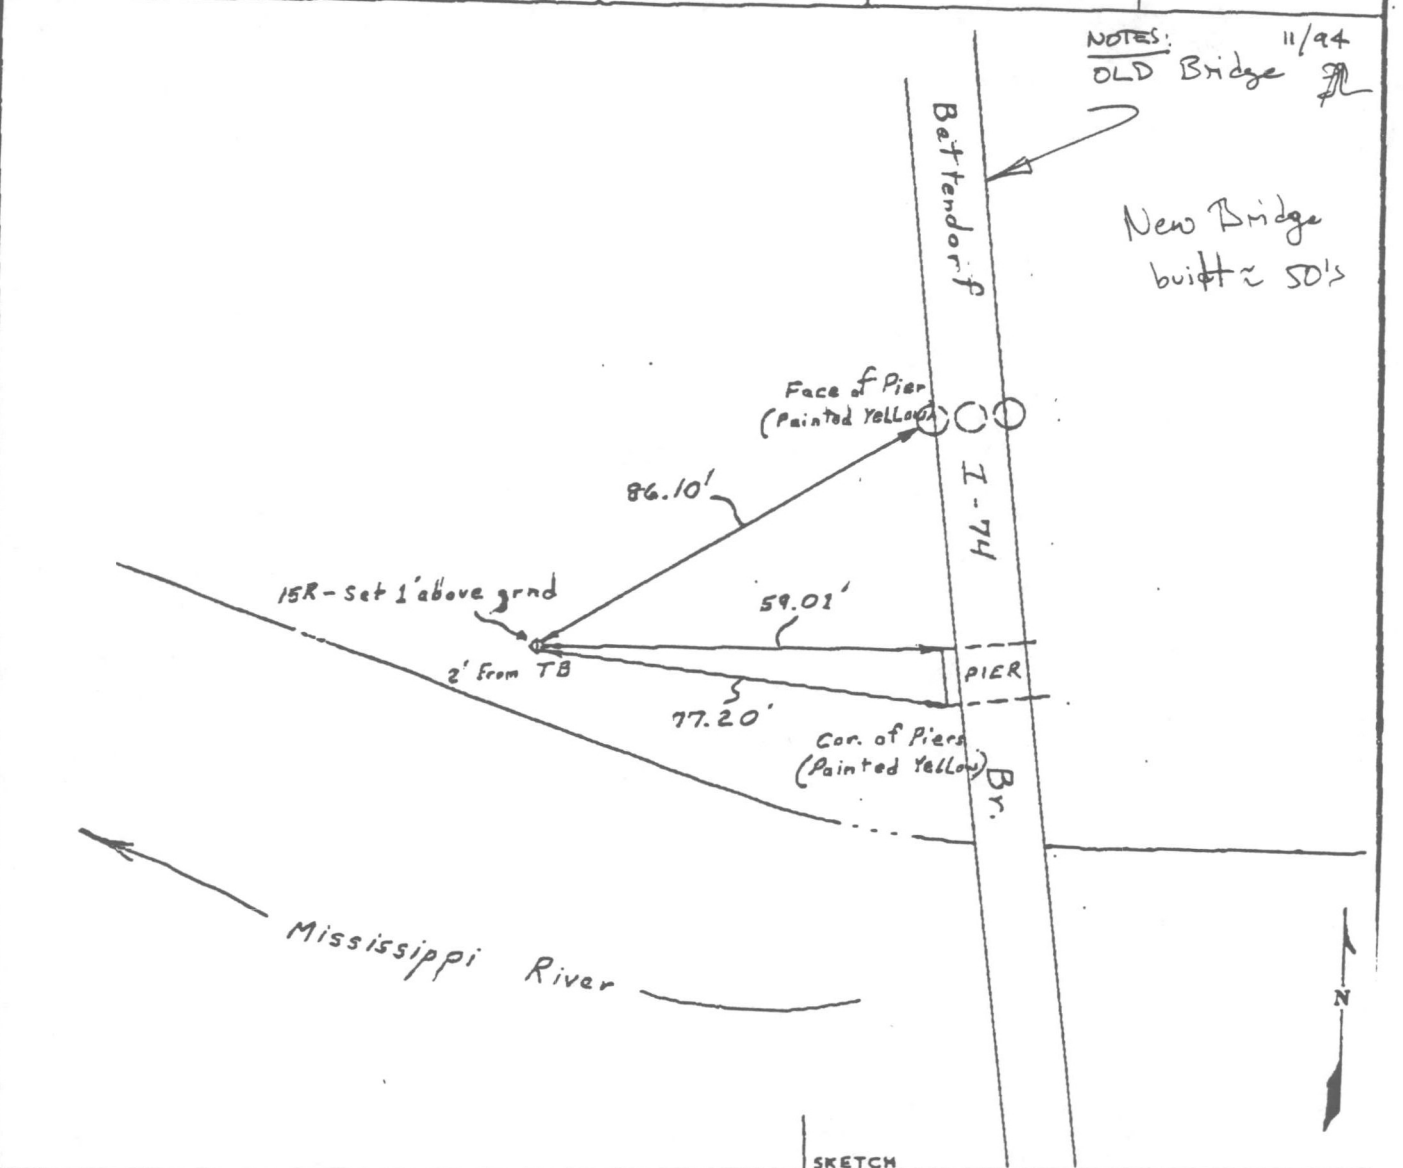 NOTES: 11/94
OLD Bridge
New Bridge
built ≈ 50's
Bettendorf
Face of Pier
(Painted Yellow)
I-74
86.10'
15R - Set 1' above grnd
59.01'
2' From TB
PIER
77.20'
Cor. of Piers
(Painted Yellow)
Br.
Mississippi River
N
SKETCH